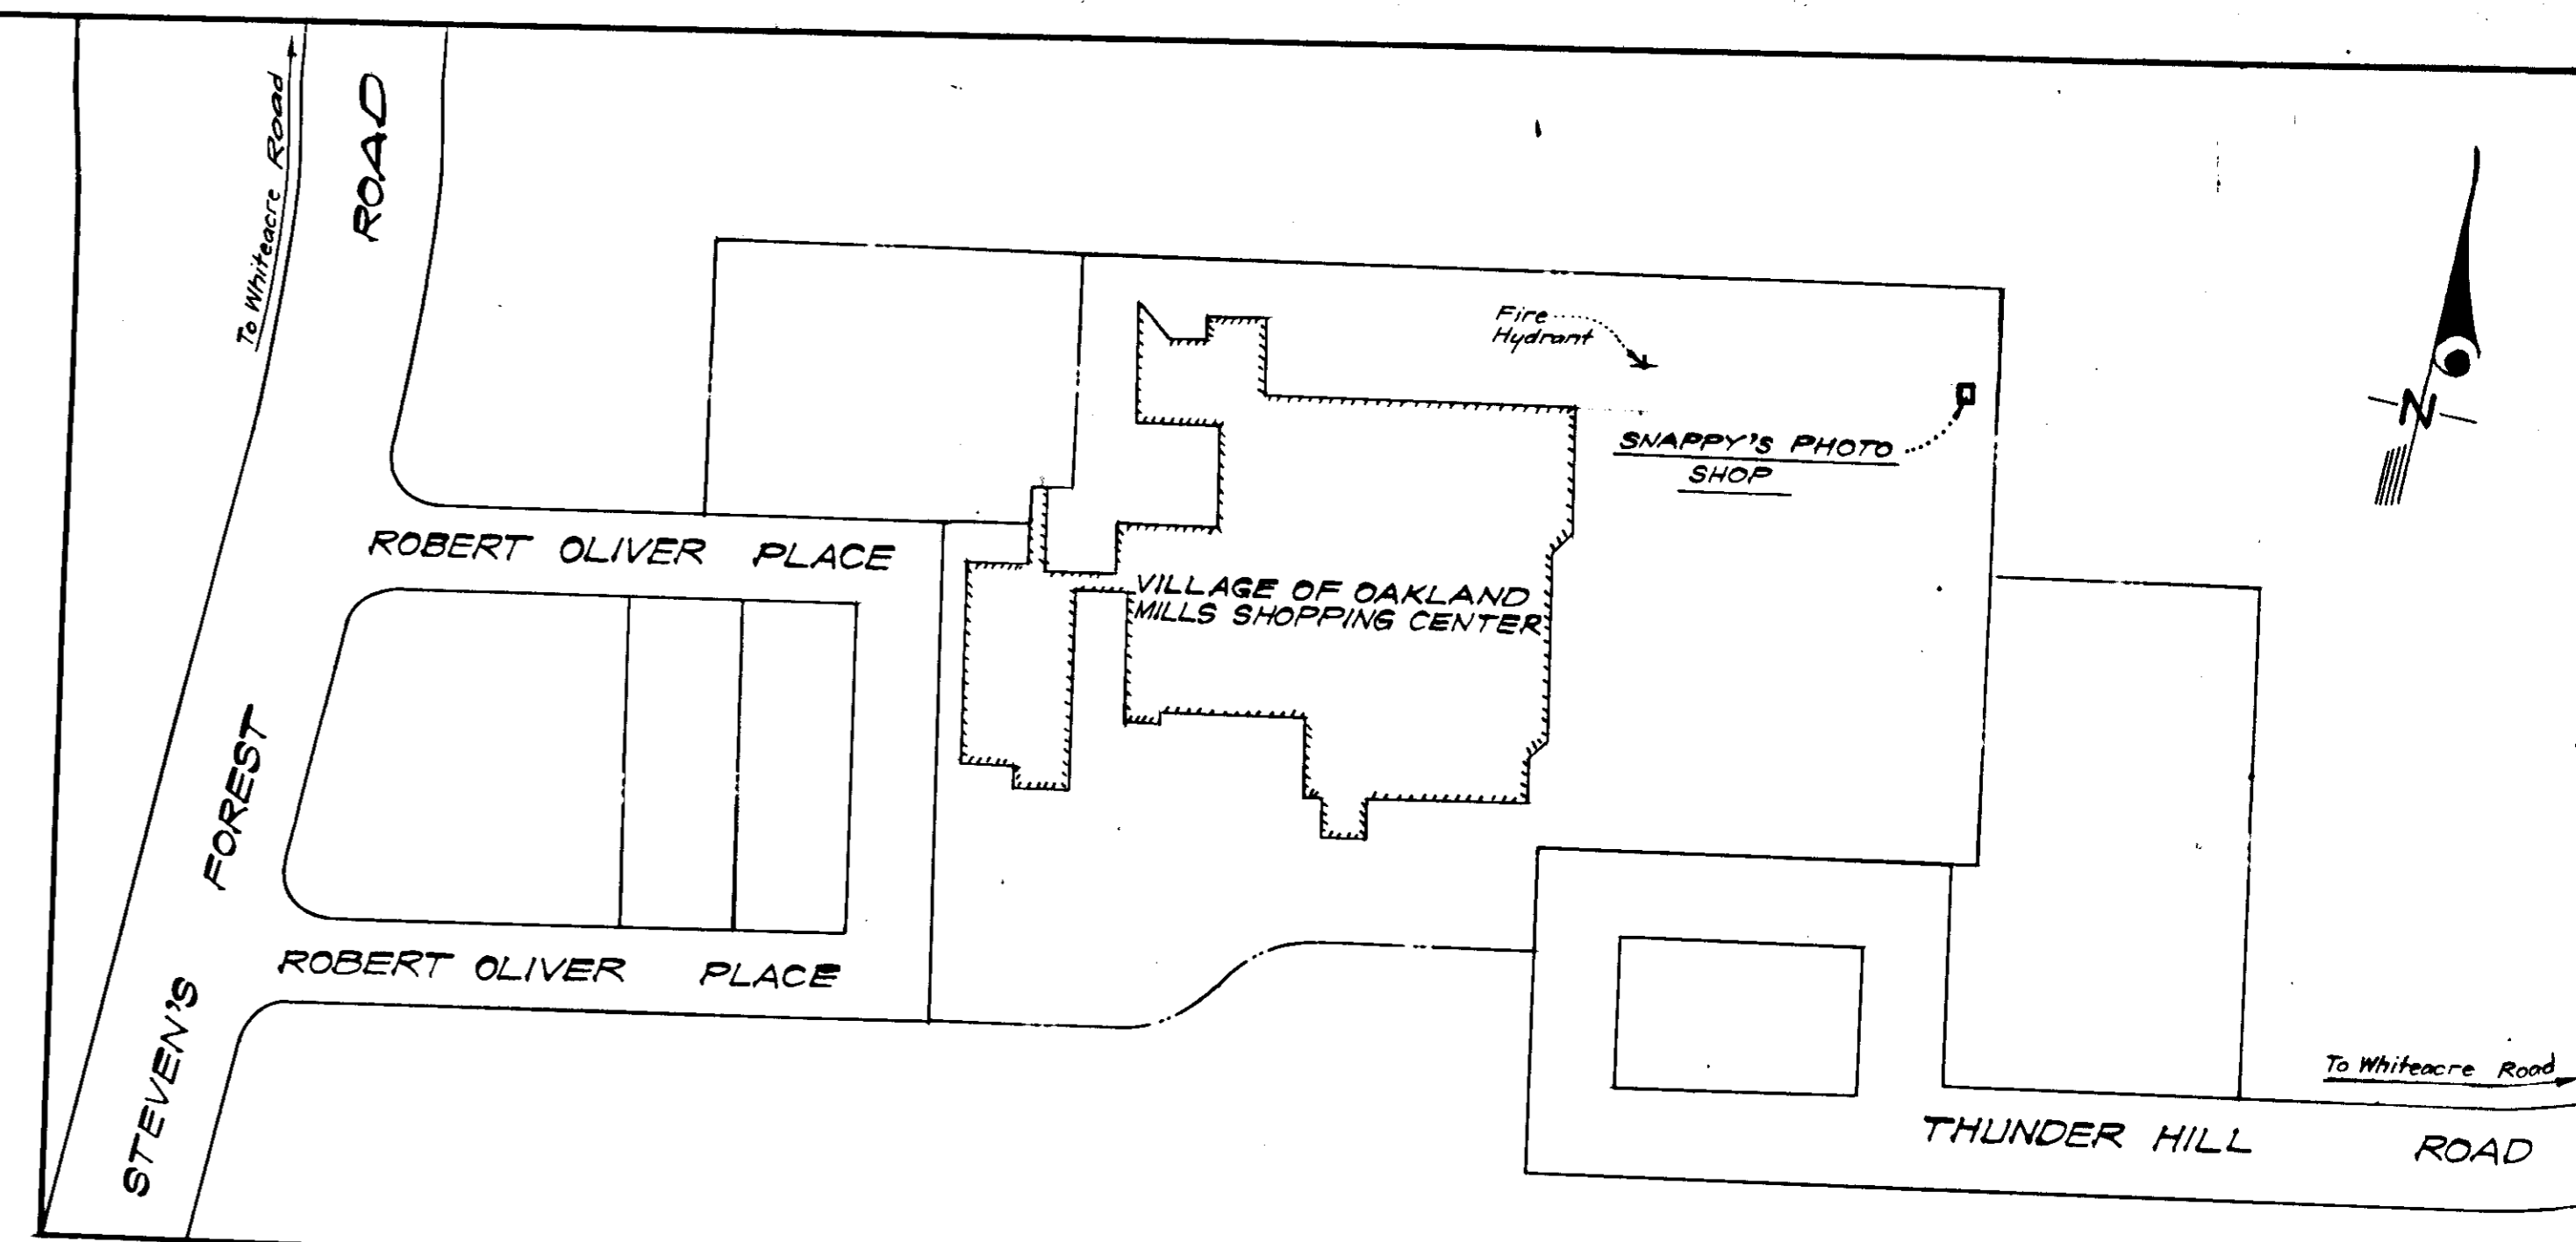 To Whiteacre Road
ROAD
Fire
Hydrant
SNAPPY'S PHOTO
SHOP
N
ROBERT OLIVER PLACE
VILLAGE OF OAKLAND
MILLS SHOPPING CENTER
FOREST
ROBERT OLIVER PLACE
STEVEN'S
To Whiteacre Road
THUNDER HILL ROAD